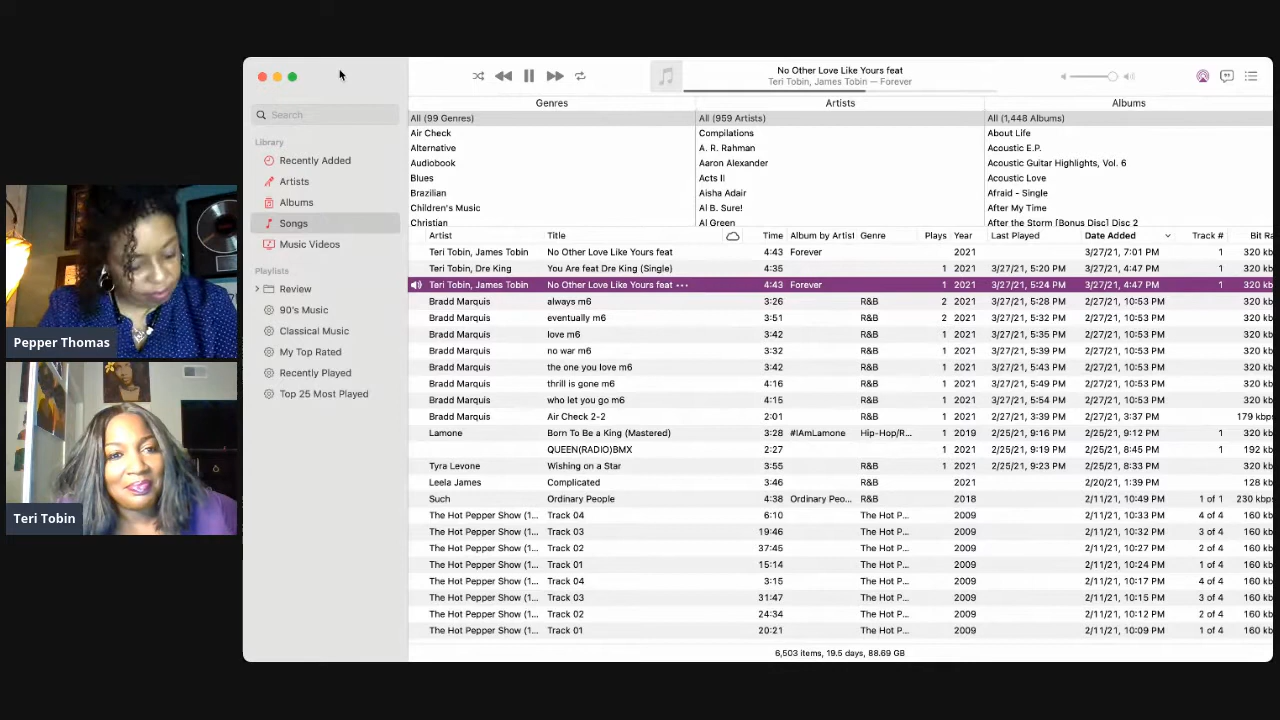 No Other Love Like Yours feat
Teri Tobin, James Tobin — Forever
Search
Library
Recently Added
Artists
Albums
Songs
Music Videos
Playlists
Review
90's Music
Classical Music
My Top Rated
Recently Played
Top 25 Most Played
Genres Artists Albums
All (99 Genres) All (959 Artists) All (1,448 Albums)
Air Check Compilations About Life
Alternative A. R. Rahman Acoustic E.P.
Audiobook Aaron Alexander Acoustic Guitar Highlights, Vol. 6
Blues Acts II Acoustic Love
Brazilian Aisha Adair Afraid - Single
Children's Music Al B. Sure! After My Time
Christian Al Green After the Storm [Bonus Disc] Disc 2
Artist Title Time Album by Artist Genre Plays Year Last Played Date Added Track # Bit Ra
Teri Tobin, James Tobin No Other Love Like Yours feat 4:43 Forever 2021 3/27/21, 7:01 PM 1 320 kb
Teri Tobin, Dre King You Are feat Dre King (Single) 4:35 1 2021 3/27/21, 5:20 PM 3/27/21, 4:47 PM 1 320 kb
Teri Tobin, James Tobin No Other Love Like Yours feat ••• 4:43 Forever 1 2021 3/27/21, 5:24 PM 3/27/21, 4:47 PM 1 320 kb
Bradd Marquis always m6 3:26 R&B 2 2021 3/27/21, 5:28 PM 2/27/21, 10:53 PM 320 kb
Bradd Marquis eventually m6 3:51 R&B 2 2021 3/27/21, 5:32 PM 2/27/21, 10:53 PM 320 kb
Bradd Marquis love m6 3:42 R&B 1 2021 3/27/21, 5:35 PM 2/27/21, 10:53 PM 320 kb
Bradd Marquis no war m6 3:32 R&B 1 2021 3/27/21, 5:39 PM 2/27/21, 10:53 PM 320 kb
Bradd Marquis the one you love m6 3:42 R&B 1 2021 3/27/21, 5:43 PM 2/27/21, 10:53 PM 320 kb
Bradd Marquis thrill is gone m6 4:16 R&B 1 2021 3/27/21, 5:49 PM 2/27/21, 10:53 PM 320 kb
Bradd Marquis who let you go m6 4:15 R&B 1 2021 3/27/21, 5:54 PM 2/27/21, 10:53 PM 320 kb
Bradd Marquis Air Check 2-2 2:01 R&B 1 2021 2/27/21, 3:39 PM 2/27/21, 3:37 PM 179 kbp
Lamone Born To Be a King (Mastered) 3:28 #IAmLamone Hip-Hop/R... 1 2019 2/25/21, 9:16 PM 2/25/21, 9:12 PM 1 320 kb
QUEEN(RADIO)BMX 2:27 1 2021 2/25/21, 9:19 PM 2/25/21, 8:45 PM 1 192 kb
Tyra Levone Wishing on a Star 3:55 R&B 1 2021 2/25/21, 9:23 PM 2/25/21, 8:33 PM 320 kb
Leela James Complicated 3:46 R&B 2021 2/20/21, 1:39 PM 128 kb
Such Ordinary People 4:38 Ordinary Peo... R&B 2018 2/11/21, 10:49 PM 1 of 1 230 kbp
The Hot Pepper Show (1... Track 04 6:10 The Hot P... 2009 2/11/21, 10:33 PM 4 of 4 160 kb
The Hot Pepper Show (1... Track 03 19:46 The Hot P... 2009 2/11/21, 10:32 PM 3 of 4 160 kb
The Hot Pepper Show (1... Track 02 37:45 The Hot P... 2009 2/11/21, 10:27 PM 2 of 4 160 kb
The Hot Pepper Show (1... Track 01 15:14 The Hot P... 2009 2/11/21, 10:24 PM 1 of 4 160 kb
The Hot Pepper Show (1... Track 04 3:15 The Hot P... 2009 2/11/21, 10:17 PM 4 of 4 160 kb
The Hot Pepper Show (1... Track 03 31:47 The Hot P... 2009 2/11/21, 10:15 PM 3 of 4 160 kb
The Hot Pepper Show (1... Track 02 24:34 The Hot P... 2009 2/11/21, 10:12 PM 2 of 4 160 kb
The Hot Pepper Show (1... Track 01 20:21 The Hot P... 2009 2/11/21, 10:09 PM 1 of 4 160 kb
6,503 items, 19.5 days, 88.69 GB
Pepper Thomas
Teri Tobin